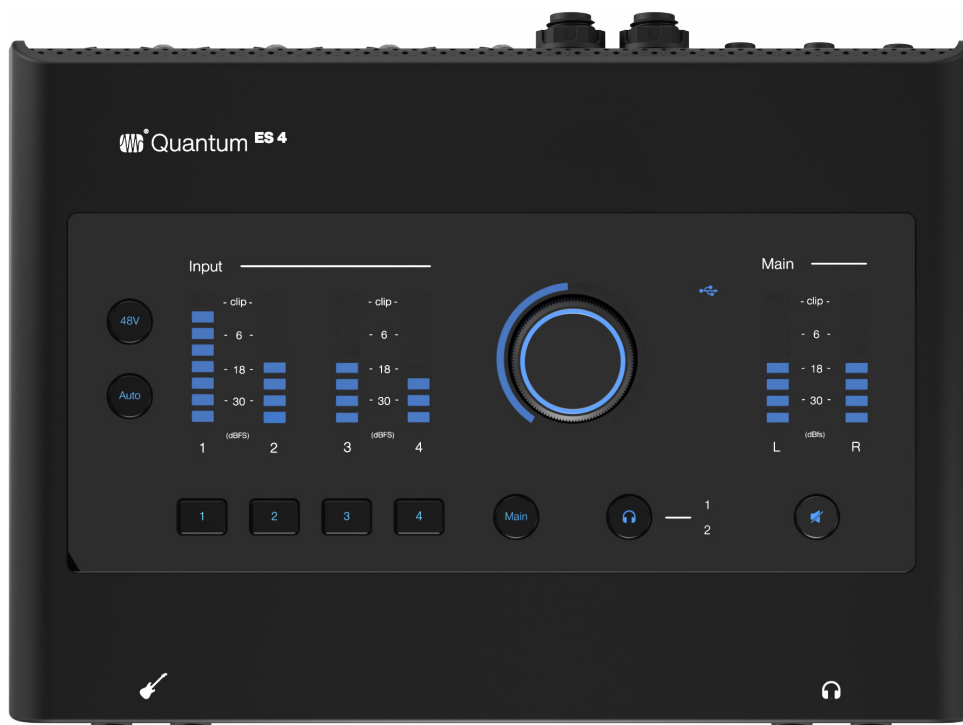 Quantum ES 4
Input
Main
48V
Auto
- clip -
- 6 -
- 18 -
- 30 -
(dBFS)
1
2
- clip -
- 6 -
- 18 -
- 30 -
(dBFS)
3
4
- clip -
- 6 -
- 18 -
- 30 -
(dBfs)
L
R
1
2
3
4
Main
1
2